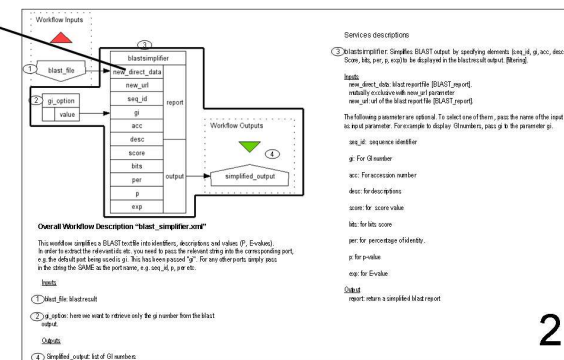 Workflow Inputs
3
blastsimplifier
1
blast_file
new_direct_data
new_url
2
gi_option
seq_id
report
value
gi
acc
Workflow Outputs
desc
score
4
bits
output
simplified_output
per
p
exp
Overall Workflow Description "blast_simplifier.xml"
This workflow simplifies a BLAST text file into identifiers, descriptions and values (P, E-values).
In order to extract the relevant ids etc. you need to pass the relevant string into the corresponding port,
e.g. the default port being used is gi. This has been passed "gi". For any other ports simply pass
in the string the SAME as the port name, e.g. seq_id, p, per etc.
Inputs
1 blast_file: blast result
2 gi_option: here we want to retrieve only the gi number from the blast
output.
Outputs
4 Simplified_output: list of GI numbers.
Services descriptions
3 blastsimplifier: Simplifies BLAST output by specifying elements (seq_id, gi, acc, desc
Score, bits, per, p, exp) to be displayed in the blast result output. [filtering].
Inputs
new_direct_data: blast report file. [BLAST_report].
mutually exclusive with new_url parameter
new_url: url of the blast report file [BLAST_report].
The following parameter are optional. To select one of them, pass the name of the input
as input parameter. For example to display GI numbers, pass gi to the parameter gi.
seq_id: sequence identifier
gi: For GI number
acc: For accession number
desc: for descriptions
score: for score value
bits: for bits score
per: for percentage of identity.
p: for p-value
exp: for E-value
Output
report: return a simplified blast report
2